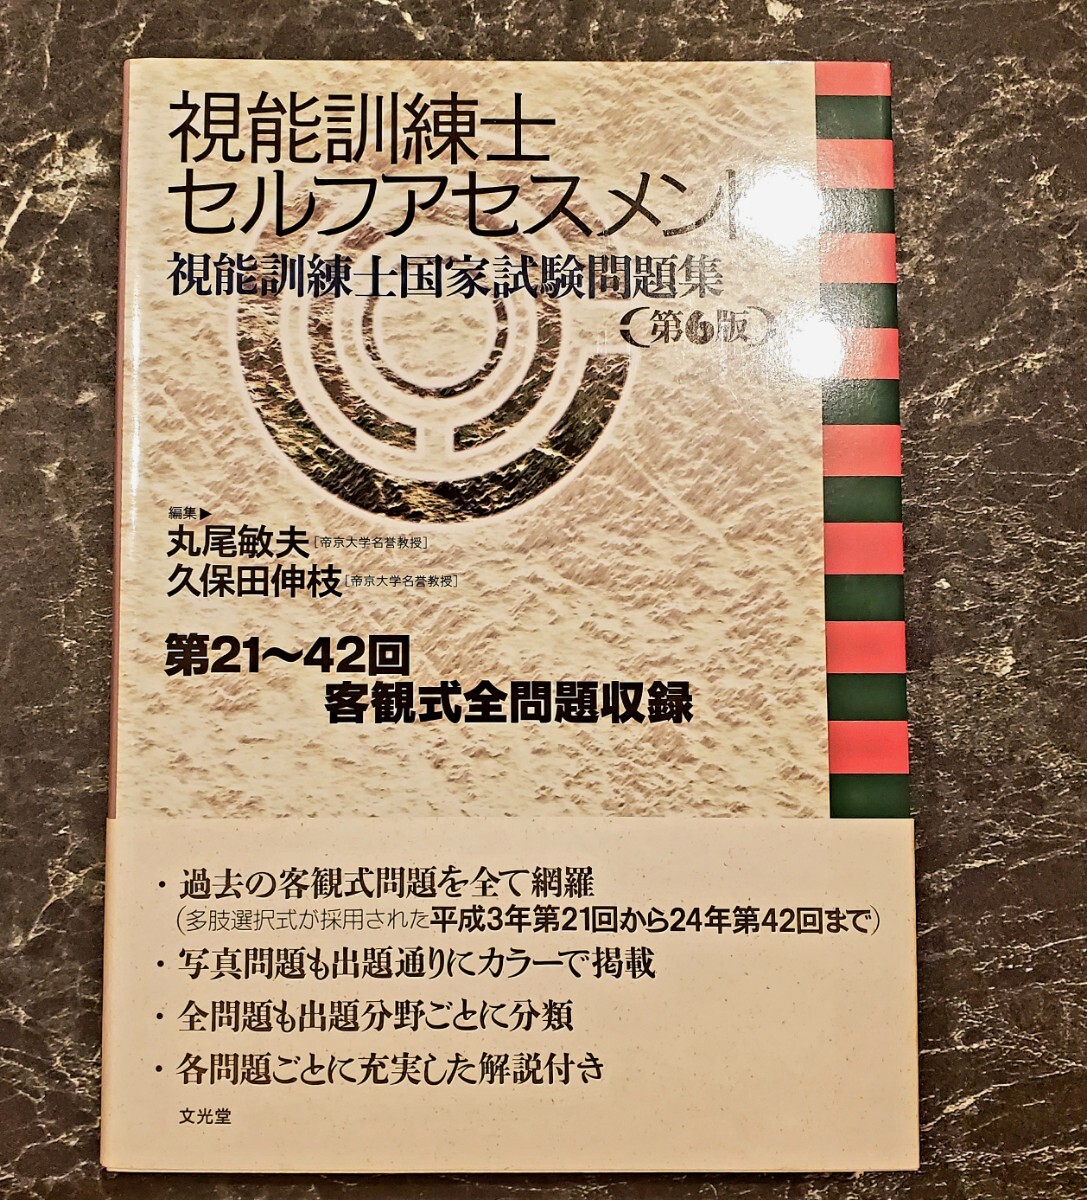 視能訓練士
セルフアセスメント
視能訓練士国家試験問題集
(第6版)
編集▶
丸尾敏夫[帝京大学名誉教授]
久保田伸枝[帝京大学名誉教授]
第21〜42回
客観式全問題収録
・過去の客観式問題を全て網羅
(多肢選択式が採用された平成3年第21回から24年第42回まで)
・写真問題も出題通りにカラーで掲載
・全問題も出題分野ごとに分類
・各問題ごとに充実した解説付き
文光堂